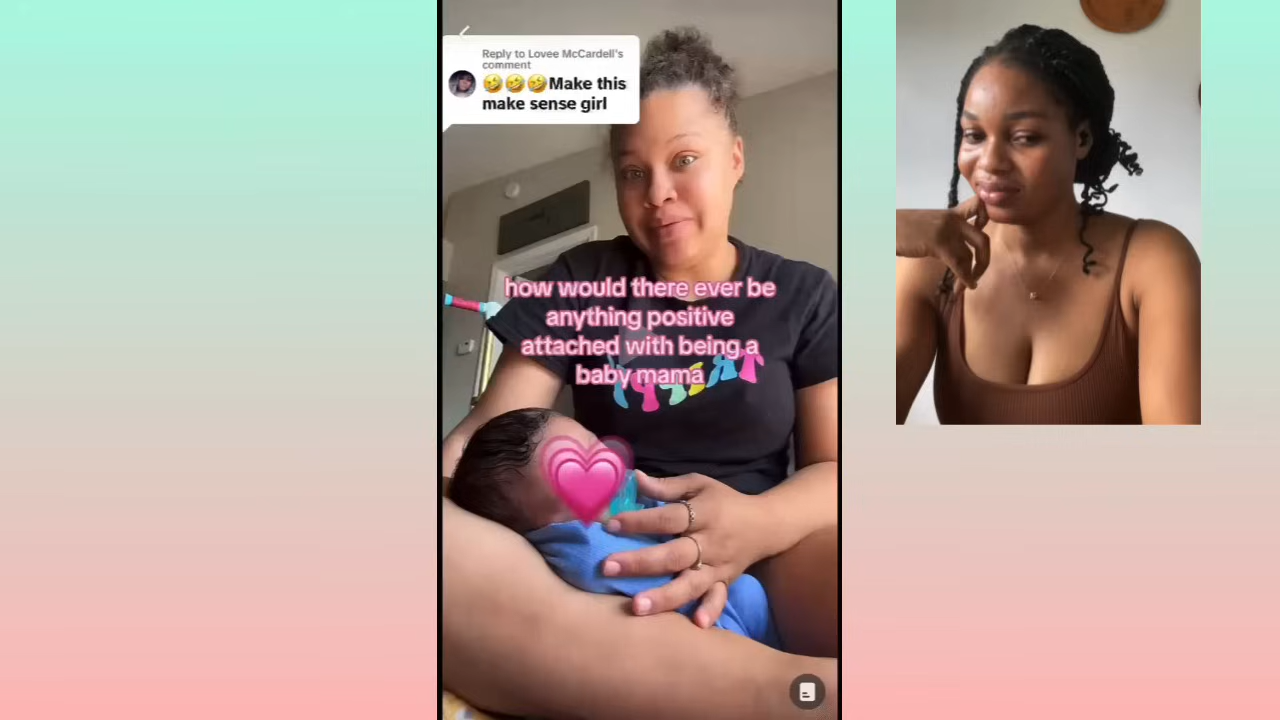 Reply to Lovee McCardell's
comment
🤣🤣🤣Make this
make sense girl
how would there ever be
anything positive
attached with being a
baby mama